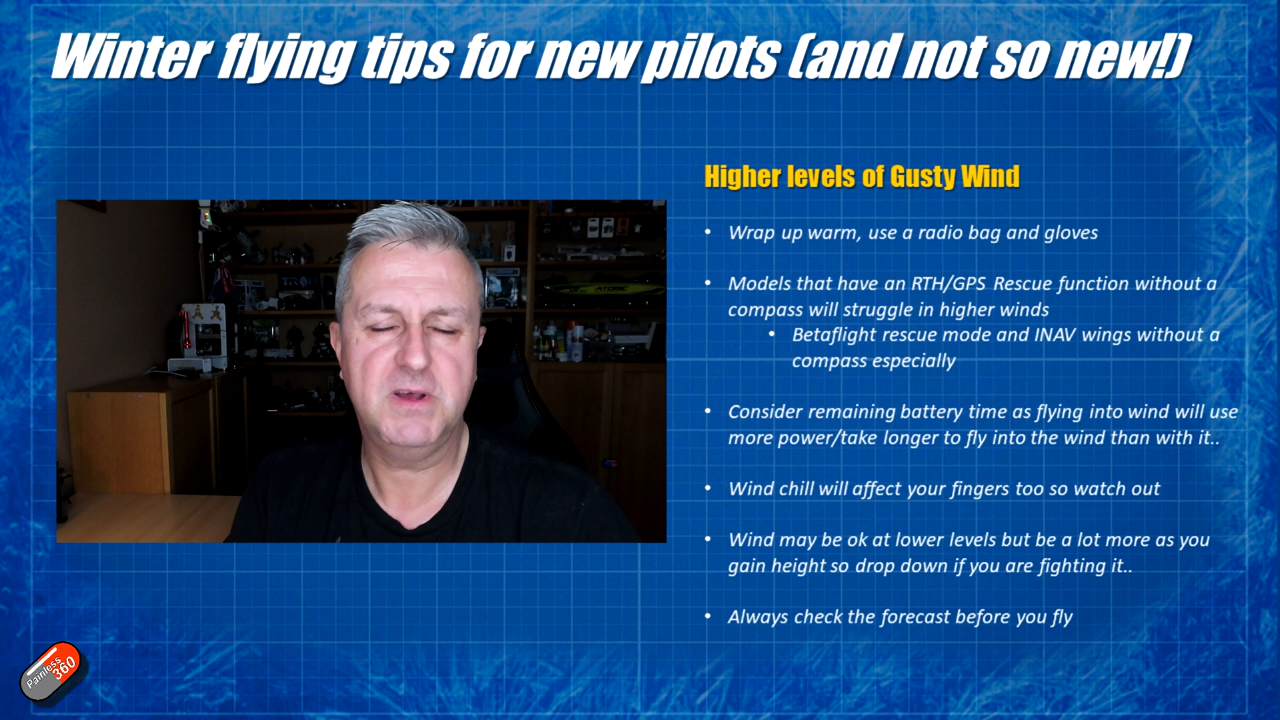 Winter flying tips for new pilots (and not so new!)
Higher levels of Gusty Wind
• Wrap up warm, use a radio bag and gloves
• Models that have an RTH/GPS Rescue function without a
compass will struggle in higher winds
• Betaflight rescue mode and INAV wings without a
compass especially
• Consider remaining battery time as flying into wind will use
more power/take longer to fly into the wind than with it..
• Wind chill will affect your fingers too so watch out
• Wind may be ok at lower levels but be a lot more as you
gain height so drop down if you are fighting it..
• Always check the forecast before you fly
ATOMIC
Painless
360